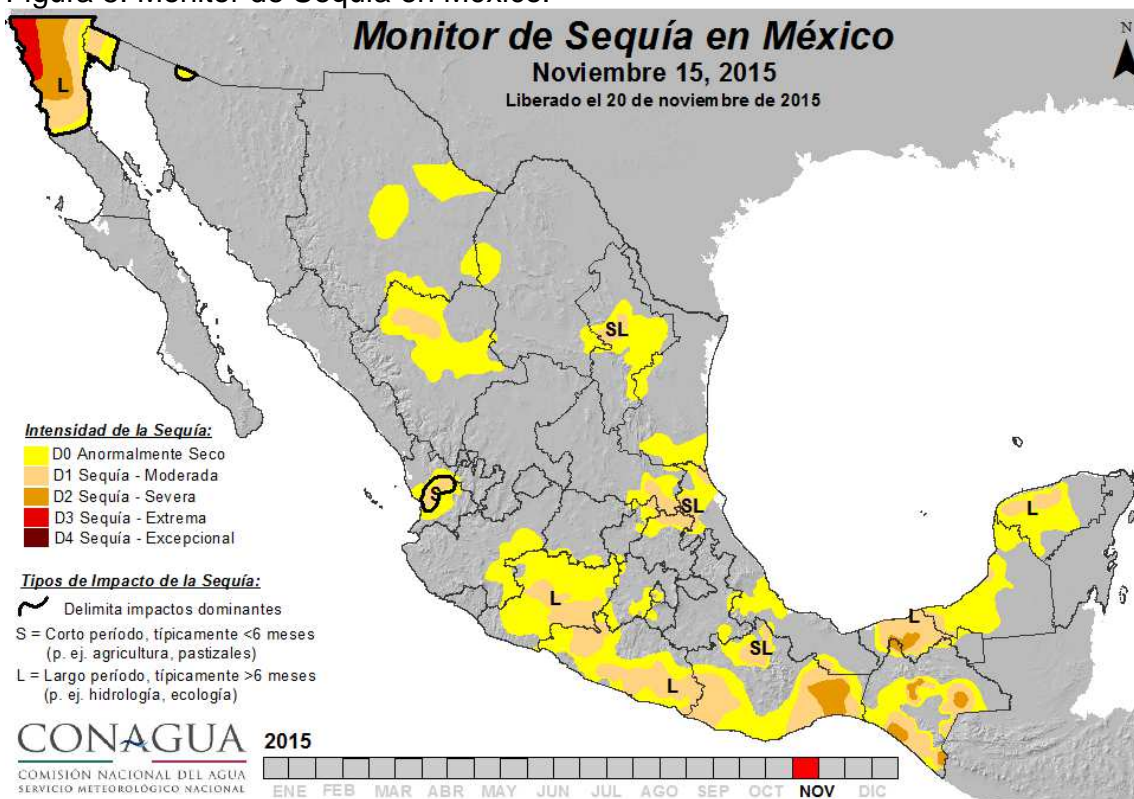 Figura 3. Monitor de Sequía en México.
Monitor de Sequía en México
Noviembre 15, 2015
Liberado el 20 de noviembre de 2015
N
L
SL
S
SL
L
L
L
SL
L
Intensidad de la Sequía:
D0 Anormalmente Seco
D1 Sequía - Moderada
D2 Sequía - Severa
D3 Sequía - Extrema
D4 Sequía - Excepcional
Tipos de Impacto de la Sequía:
Delimita impactos dominantes
S = Corto período, típicamente <6 meses
(p. ej. agricultura, pastizales)
L = Largo período, típicamente >6 meses
(p. ej. hidrología, ecología)
CONAGUA
COMISIÓN NACIONAL DEL AGUA
SERVICIO METEOROLÓGICO NACIONAL
2015
ENE FEB MAR ABR MAY JUN JUL AGO SEP OCT NOV DIC